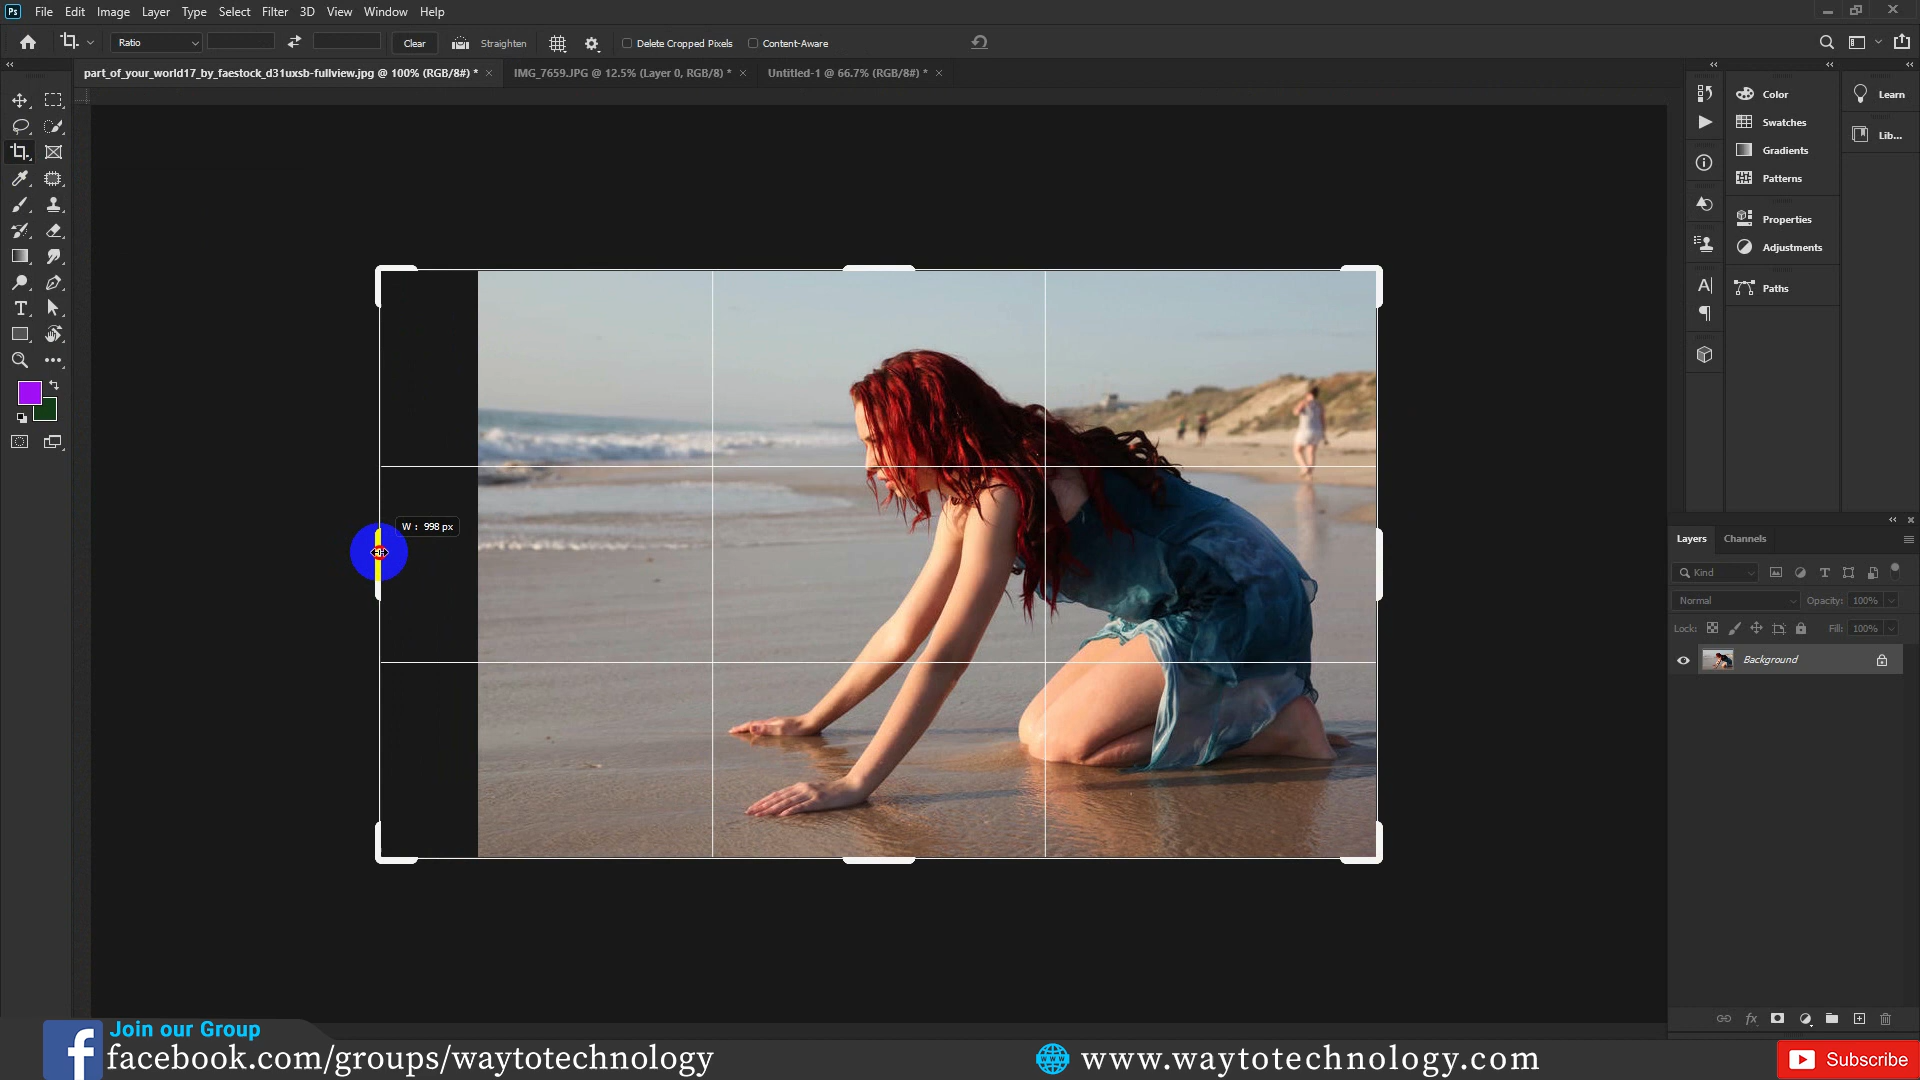 Ps File Edit Image Layer Type Select Filter 3D View Window Help
Ratio Clear Straighten Delete Cropped Pixels Content-Aware
part_of_your_world17_by_faestock_d31uxsb-fullview.jpg @ 100% (RGB/8#) * × IMG_7659.JPG @ 12.5% (Layer 0, RGB/8) * × Untitled-1 @ 66.7% (RGB/8#) * ×
Color
Learn
Swatches
Lib...
Gradients
Patterns
Properties
Adjustments
Paths
W : 998 px
Layers Channels
Kind
Normal Opacity: 100%
Lock: Fill: 100%
Background
fx
Join our Group
facebook.com/groups/waytotechnology
www.waytotechnology.com
Subscribe